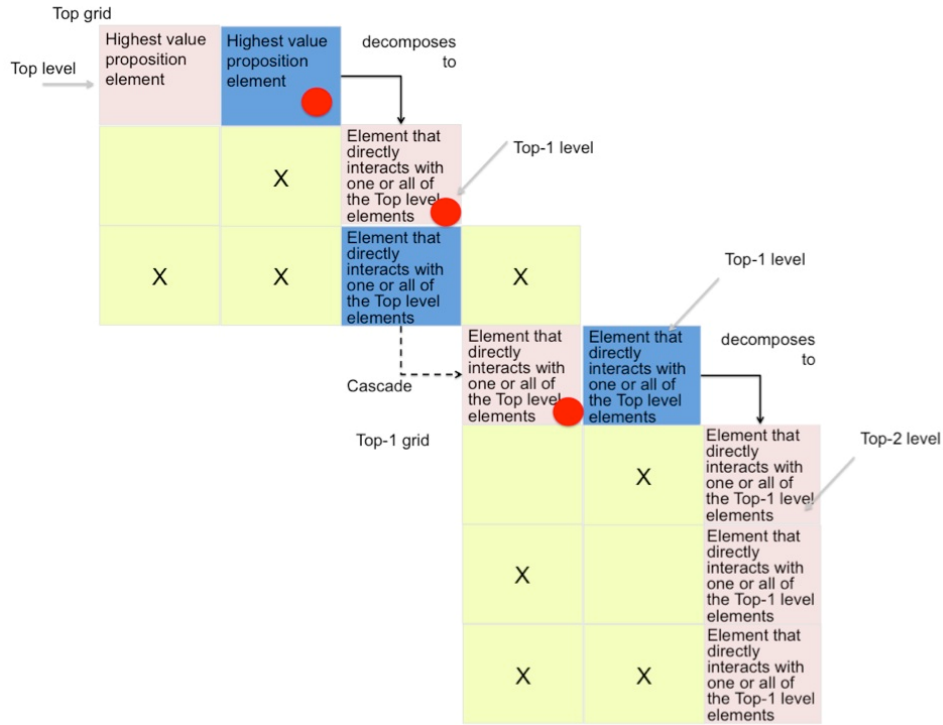 Top grid
Highest value
proposition
element
Highest value
proposition
element
decomposes
to
Top level
Element that
directly
interacts with
one or all of
the Top level
elements
Top-1 level
X
Element that
directly
interacts with
one or all of
the Top level
elements
X
X
X
Top-1 level
Element that
directly
interacts with
one or all of
the Top level
elements
Element that
directly
interacts with
one or all of
the Top level
elements
decomposes
to
Cascade
Top-1 grid
Element that
directly
interacts with
one or all of
the Top-1 level
elements
Top-2 level
X
Element that
directly
interacts with
one or all of
the Top-1 level
elements
X
Element that
directly
interacts with
one or all of
the Top-1 level
elements
X
X